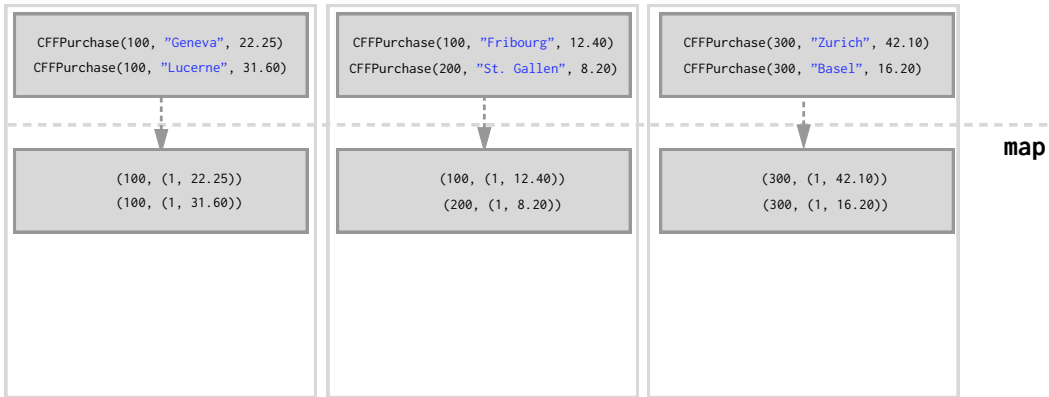 CFFPurchase(100, ”Geneva”, 22.25)
CFFPurchase(100, ”Lucerne”, 31.60)
CFFPurchase(100, ”Fribourg”, 12.40)
CFFPurchase(200, ”St. Gallen”, 8.20)
CFFPurchase(300, ”Zurich”, 42.10)
CFFPurchase(300, ”Basel”, 16.20)
map
(100, (1, 22.25))
(100, (1, 31.60))
(100, (1, 12.40))
(200, (1, 8.20))
(300, (1, 42.10))
(300, (1, 16.20))